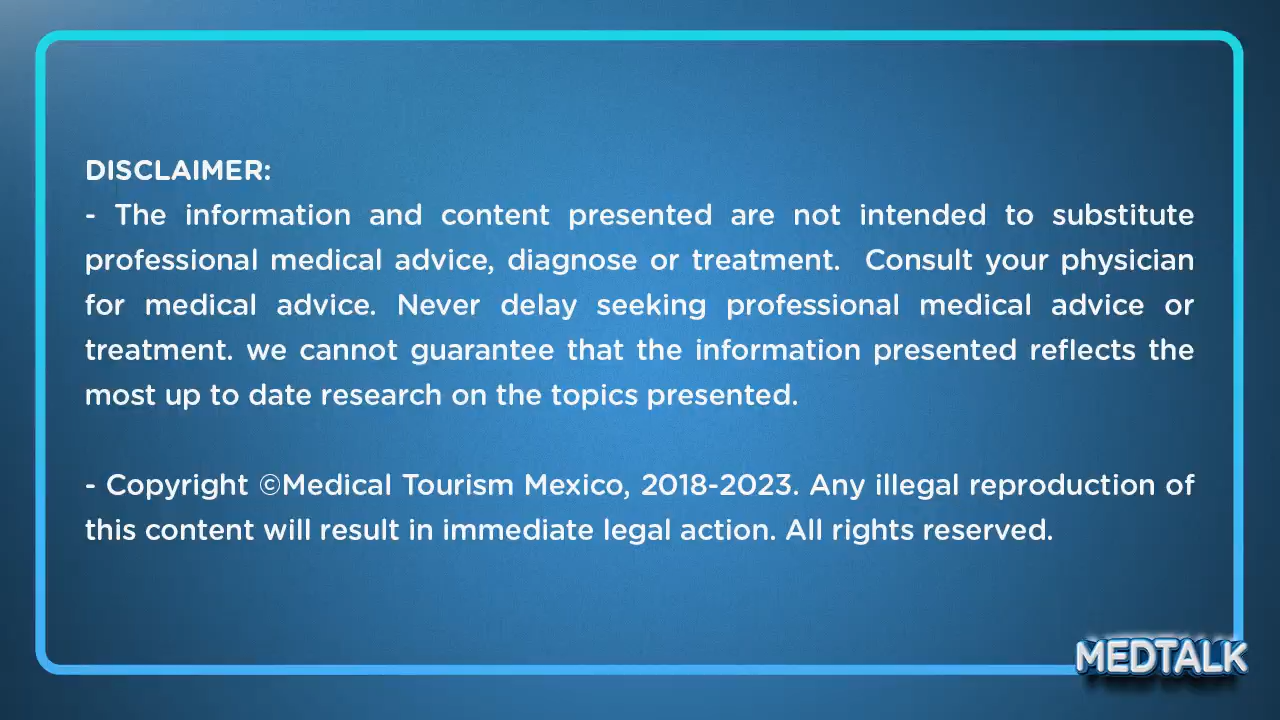 DISCLAIMER:
- The information and content presented are not intended to substitute
professional medical advice, diagnose or treatment. Consult your physician
for medical advice. Never delay seeking professional medical advice or
treatment. we cannot guarantee that the information presented reflects the
most up to date research on the topics presented.
- Copyright ©Medical Tourism Mexico, 2018-2023. Any illegal reproduction of
this content will result in immediate legal action. All rights reserved.
MEDTALK